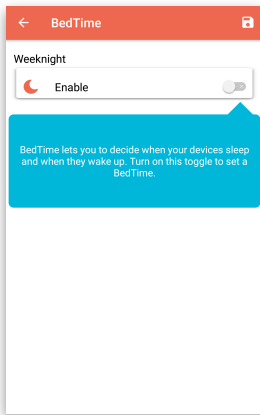 BedTime
Weeknight
Enable
BedTime lets you to decide when your devices sleep
and when they wake up. Turn on this toggle to set a
BedTime.